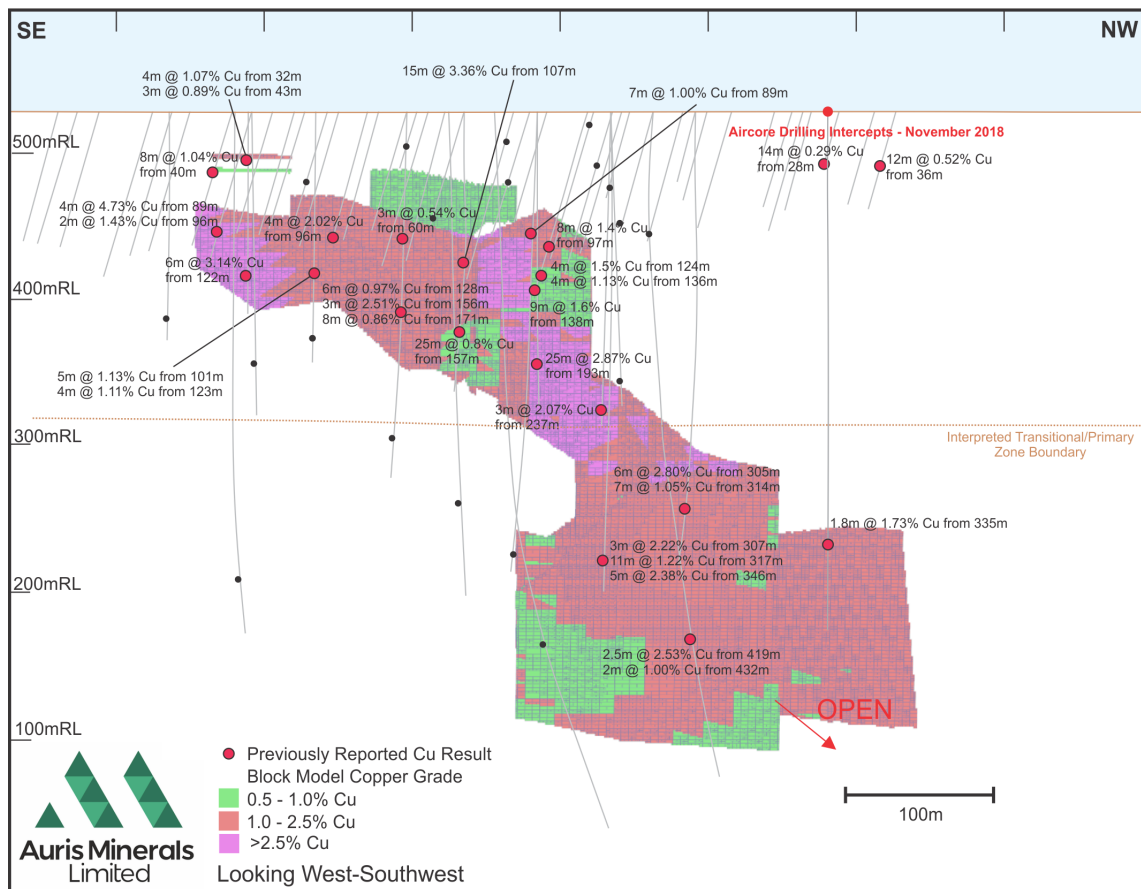 SE
NW
4m @ 1.07% Cu from 32m
3m @ 0.89% Cu from 43m
15m @ 3.36% Cu from 107m
7m @ 1.00% Cu from 89m
Aircore Drilling Intercepts - November 2018
500mRL
8m @ 1.04% Cu
from 40m
14m @ 0.29% Cu
from 28m
12m @ 0.52% Cu
from 36m
4m @ 4.73% Cu from 89m
2m @ 1.43% Cu from 96m
4m @ 2.02% Cu
from 96m
3m @ 0.54% Cu
from 60m
8m @ 1.4% Cu
from 97m
6m @ 3.14% Cu
from 122m
4m @ 1.5% Cu from 124m
4m @ 1.13% Cu from 136m
400mRL
6m @ 0.97% Cu from 128m
3m @ 2.51% Cu from 156m
8m @ 0.86% Cu from 171m
9m @ 1.6% Cu
from 138m
25m @ 0.8% Cu
from 157m
25m @ 2.87% Cu
from 193m
5m @ 1.13% Cu from 101m
4m @ 1.11% Cu from 123m
3m @ 2.07% Cu
from 237m
300mRL
Interpreted Transitional/Primary
Zone Boundary
6m @ 2.80% Cu from 305m
7m @ 1.05% Cu from 314m
1.8m @ 1.73% Cu from 335m
3m @ 2.22% Cu from 307m
11m @ 1.22% Cu from 317m
5m @ 2.38% Cu from 346m
200mRL
2.5m @ 2.53% Cu from 419m
2m @ 1.00% Cu from 432m
OPEN
100mRL
Previously Reported Cu Result
Block Model Copper Grade
0.5 - 1.0% Cu
1.0 - 2.5% Cu
>2.5% Cu
Looking West-Southwest
100m
Auris Minerals
Limited